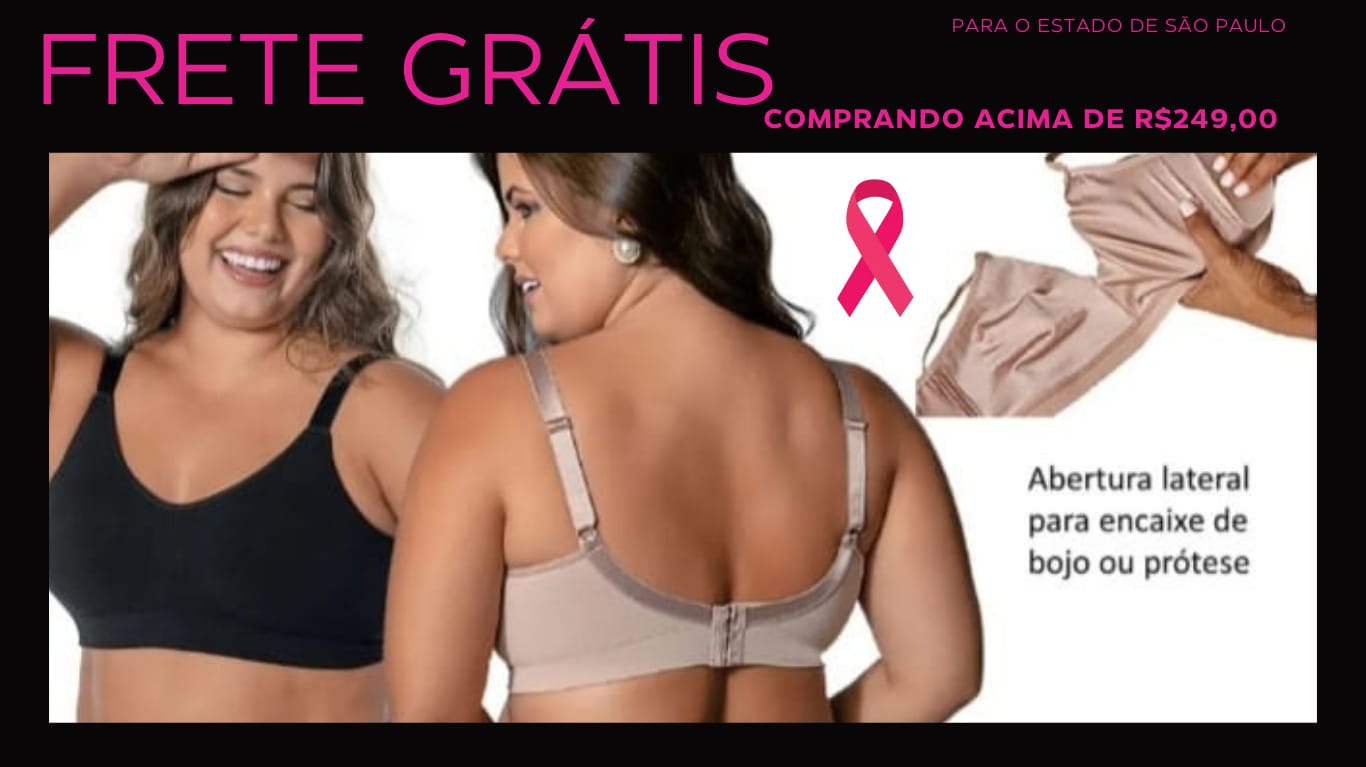 FRETE GRÁTIS
PARA O ESTADO DE SÃO PAULO
COMPRANDO ACIMA DE R$249,00
Abertura lateral
para encaixe de
bojo ou prótese